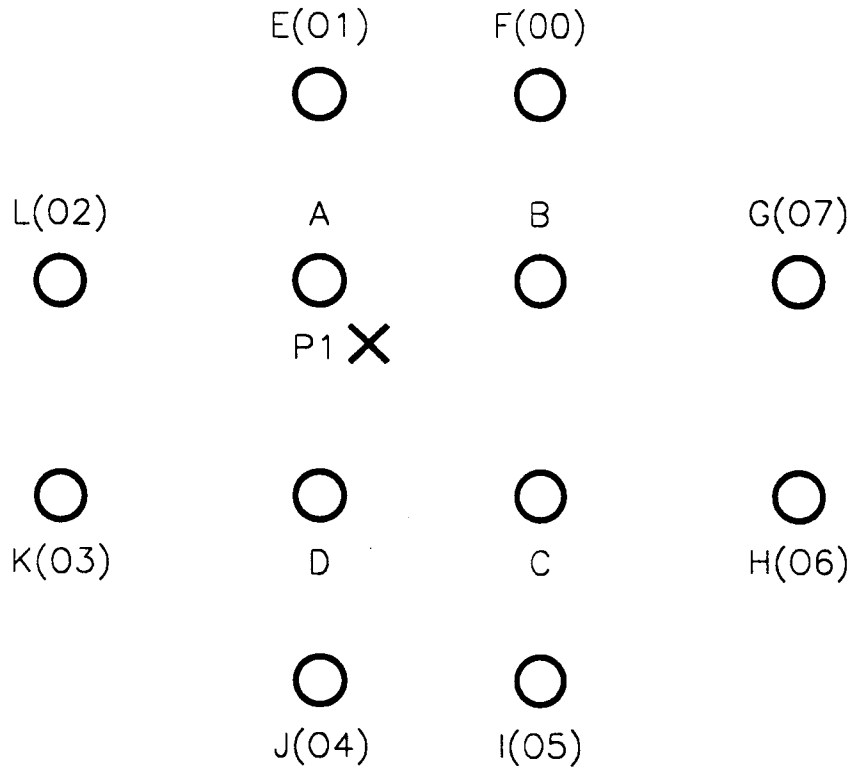 E(01) F(00)
L(02) A B G(07)
P1
K(03) D C H(06)
J(04) I(05)